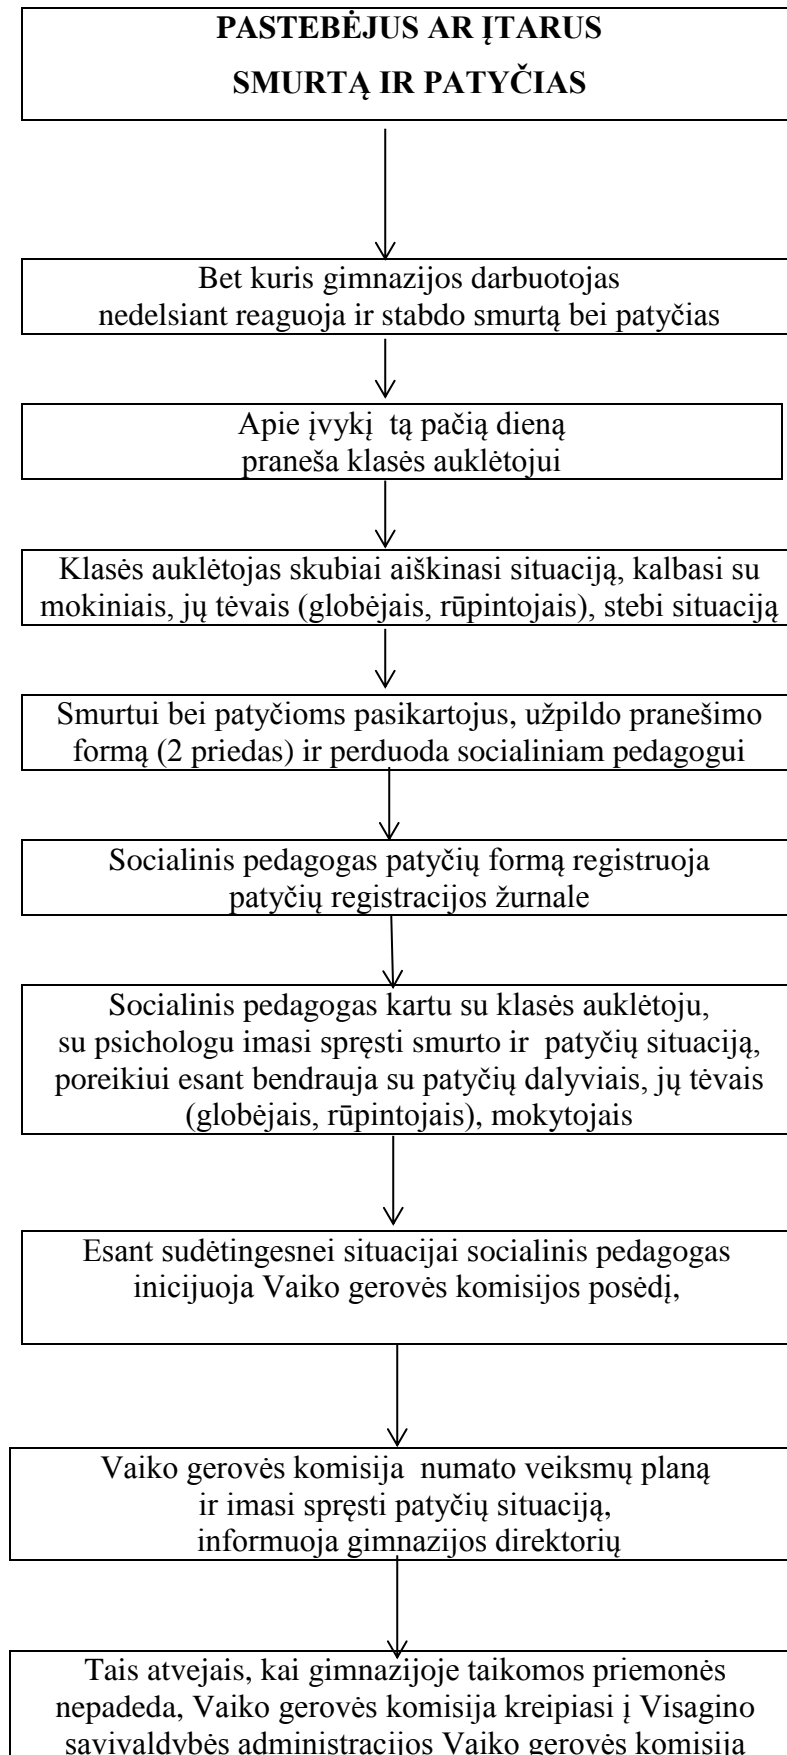 PASTEBĖJUS AR ĮTARUS
SMURTĄ IR PATYČIAS
Bet kuris gimnazijos darbuotojas
nedelsiant reaguoja ir stabdo smurtą bei patyčias
Apie įvykį tą pačią dieną
praneša klasės auklėtojui
Klasės auklėtojas skubiai aiškinasi situaciją, kalbasi su
mokiniais, jų tėvais (globėjais, rūpintojais), stebi situaciją
Smurtui bei patyčioms pasikartojus, užpildo pranešimo
formą (2 priedas) ir perduoda socialiniam pedagogui
Socialinis pedagogas patyčių formą registruoja
patyčių registracijos žurnale
Socialinis pedagogas kartu su klasės auklėtoju,
su psichologu imasi spręsti smurto ir patyčių situaciją,
poreikiui esant bendrauja su patyčių dalyviais, jų tėvais
(globėjais, rūpintojais), mokytojais
Esant sudėtingesnei situacijai socialinis pedagogas
inicijuoja Vaiko gerovės komisijos posėdį,
Vaiko gerovės komisija numato veiksmų planą
ir imasi spręsti patyčių situaciją,
informuoja gimnazijos direktorių
Tais atvejais, kai gimnazijoje taikomos priemonės
nepadeda, Vaiko gerovės komisija kreipiasi į Visagino
savivaldybės administracijos Vaiko gerovės komisiją